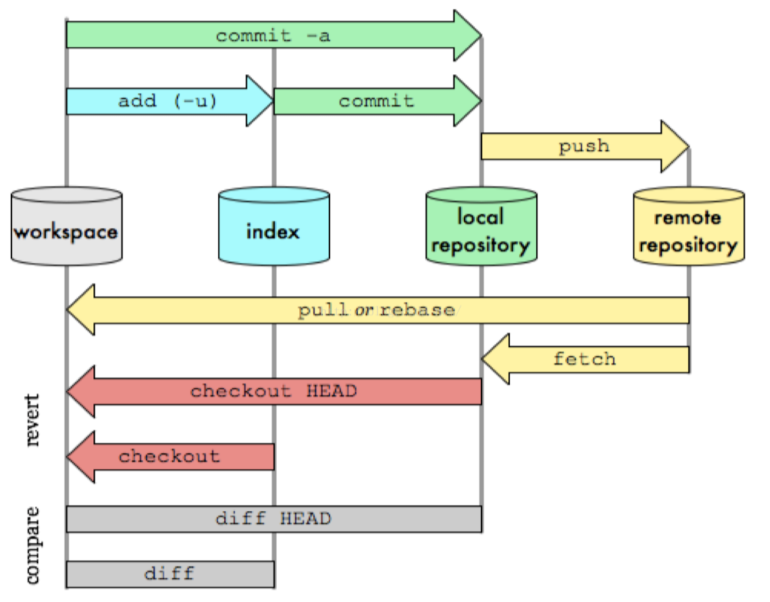 commit -a
add (-u)
commit
push
workspace
index
local
repository
remote
repository
pull or rebase
fetch
revert
checkout HEAD
checkout
compare
diff HEAD
diff